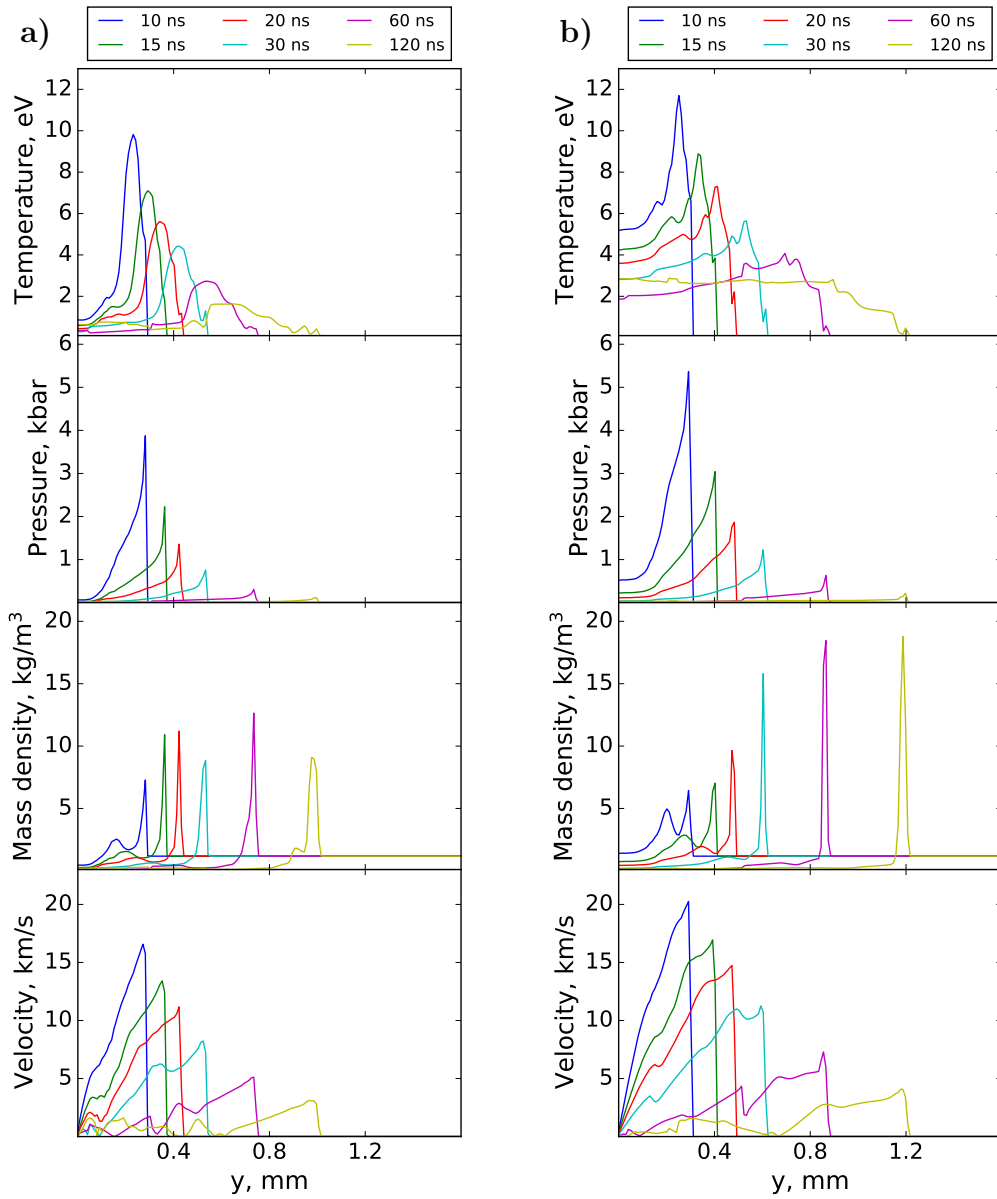 a)
10 ns 20 ns 60 ns
15 ns 30 ns 120 ns
Temperature, eV
12
10
8
6
4
2
Pressure, kbar
6
5
4
3
2
1
Mass density, kg/m³
20
15
10
5
Velocity, km/s
20
15
10
5
0.4 0.8 1.2
y, mm
b)
10 ns 20 ns 60 ns
15 ns 30 ns 120 ns
Temperature, eV
12
10
8
6
4
2
Pressure, kbar
6
5
4
3
2
1
Mass density, kg/m³
20
15
10
5
Velocity, km/s
20
15
10
5
0.4 0.8 1.2
y, mm